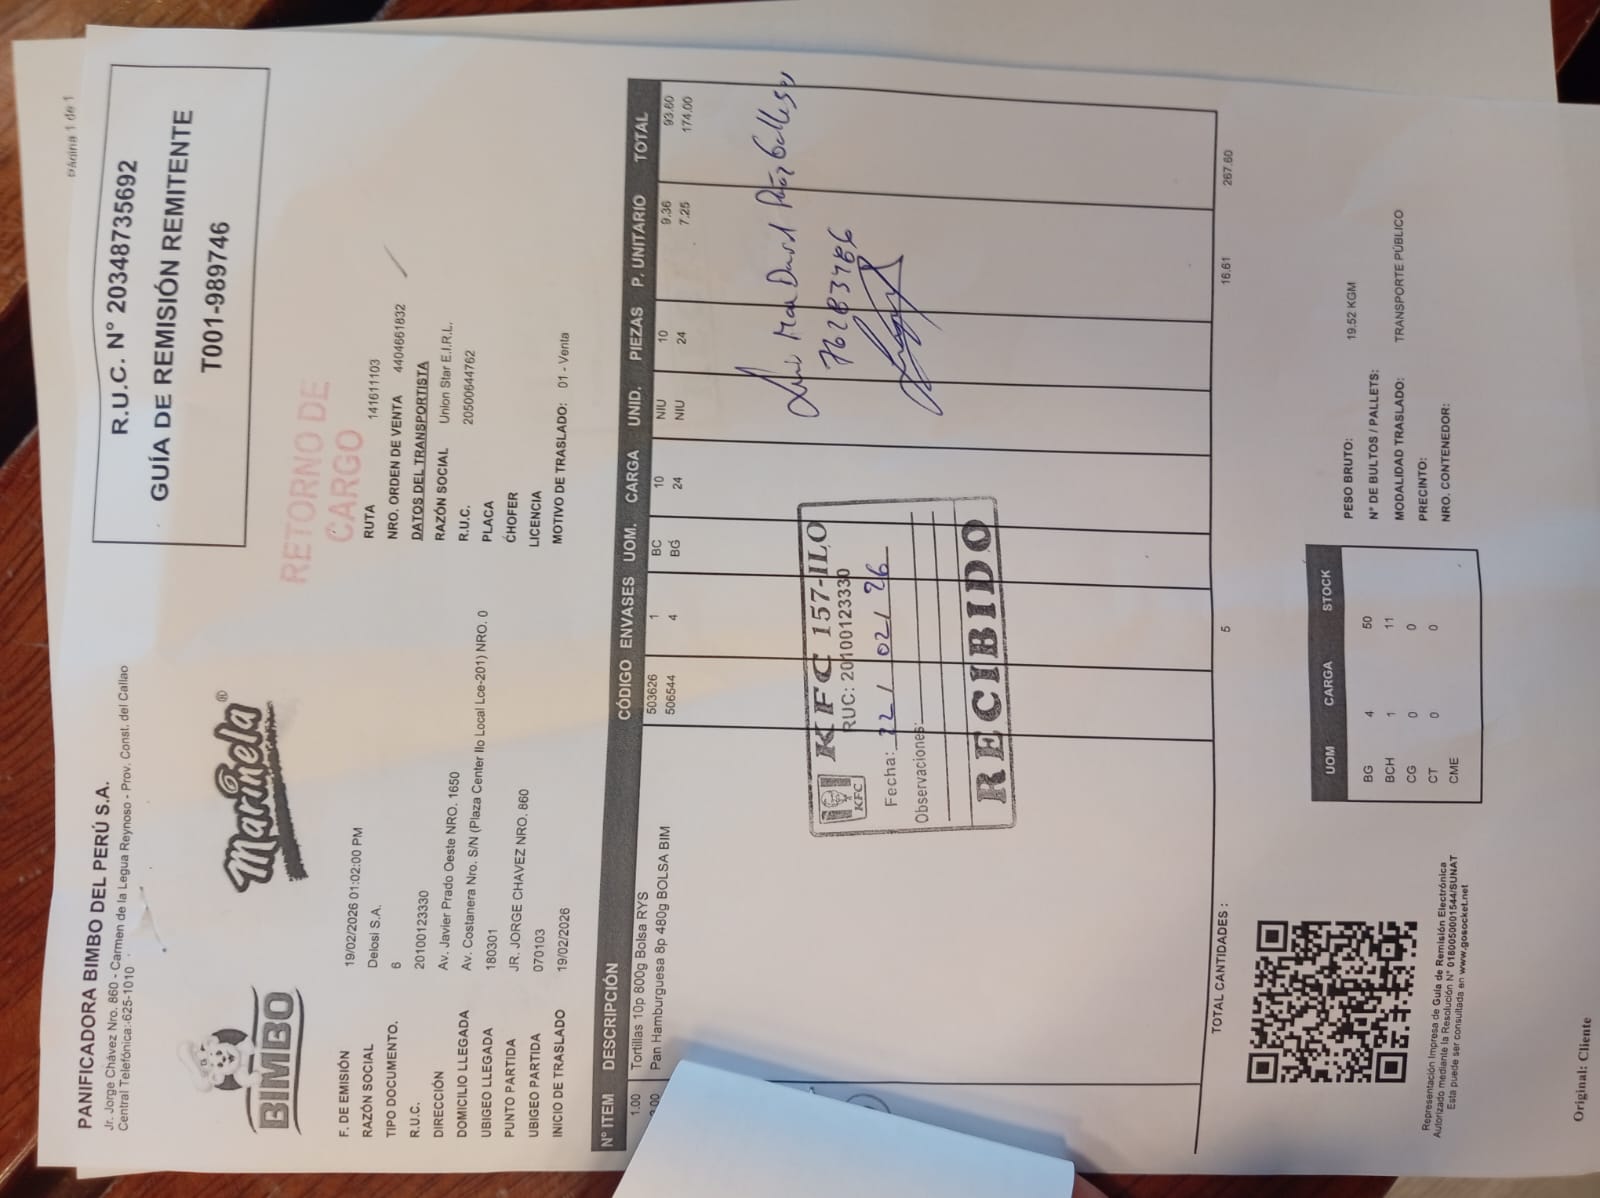 Página 1 de 1
PANIFICADORA BIMBO DEL PERÚ S.A.
Jr. Jorge Chávez Nro. 860 - Carmen de la Legua Reynoso - Prov. Const. del Callao
Central Telefónica: 625-1010
R.U.C. N° 20348735692
GUÍA DE REMISIÓN REMITENTE
T001-989746
BIMBO
Marinela®
RETORNO DE
CARGO
F. DE EMISIÓN 19/02/2026 01:02:00 PM
RAZÓN SOCIAL Delosi S.A.
TIPO DOCUMENTO. 6
R.U.C. 20100123330
DIRECCIÓN Av. Javier Prado Oeste NRO. 1650
DOMICILIO LLEGADA Av. Costanera Nro. S/N (Plaza Center Ilo Local Lce-201) NRO. 0
UBIGEO LLEGADA 180301
PUNTO PARTIDA JR. JORGE CHAVEZ NRO. 860
UBIGEO PARTIDA 070103
INICIO DE TRASLADO 19/02/2026
RUTA 141611103
NRO. ORDEN DE VENTA 4404661832
DATOS DEL TRANSPORTISTA
RAZÓN SOCIAL Union Star E.I.R.L.
R.U.C. 20500644762
PLACA
CHOFER
LICENCIA
MOTIVO DE TRASLADO: 01 - Venta
N° ITEM DESCRIPCIÓN CÓDIGO ENVASES UOM. CARGA UNID. PIEZAS P. UNITARIO TOTAL
1.00 Tortillas 10p 800g Bolsa RYS 503626 1 BC 10 NIU 10 9.36 93.60
Pan Hamburguesa 8p 480g BOLSA BIM 506544 4 BG 24 NIU 24 7.25 174.00
76283786
KFC
KFC 157-ILO
RUC: 20100123330
Fecha: 22/02/26
Observaciones:
RECIBIDO
TOTAL CANTIDADES : 5 16.61 267.60
UOM CARGA STOCK
BG 4 50
BCH 1 11
CG 0 0
CT 0 0
CME
PESO BRUTO: 19.52 KGM
N° DE BULTOS / PALLETS:
MODALIDAD TRASLADO: TRANSPORTE PÚBLICO
PRECINTO:
NRO. CONTENEDOR:
Representación Impresa de Guía de Remisión Electrónica
Autorizado mediante la Resolución N° 0180050001544/SUNAT
Esta puede ser consultada en www.gosocket.net
Original: Cliente